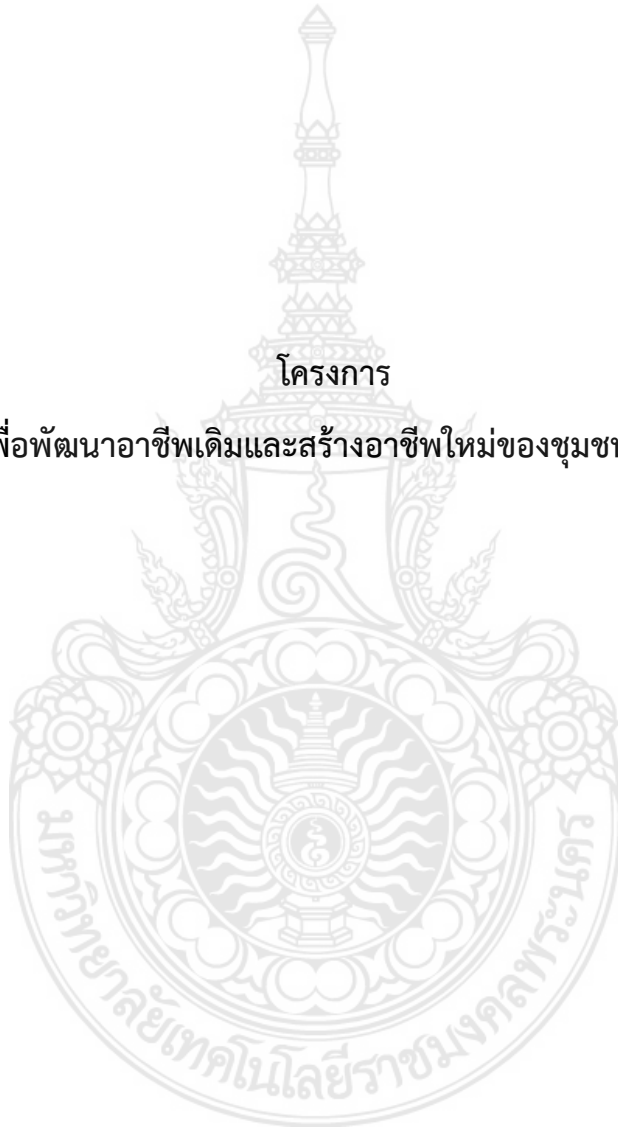 โครงการ
พื่อพัฒนาอาชีพเดิมและสร้างอาชีพใหม่ของชุมชน
มหาวิทยาลัยเทคโนโลยีราชมงคลพระนคร